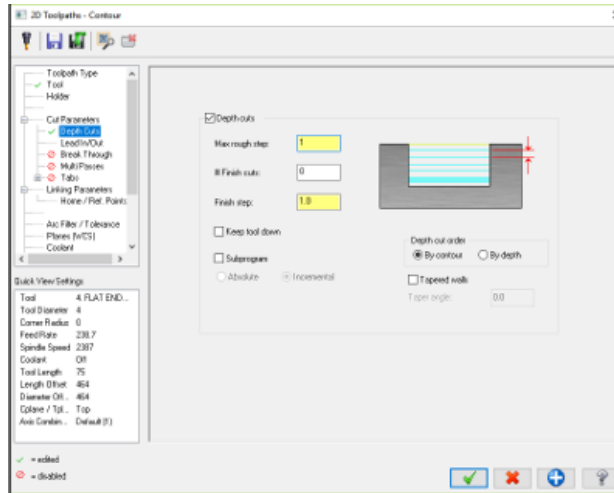 2D Toolpaths - Contour
Toolpath Type
Tool
Holder
Cut Parameters
Depth Cuts
Lead In/Out
Break Through
Multi Passes
Tabs
Linking Parameters
Home / Ref. Points
Arc Filter / Tolerance
Planes (WCS)
Coolant
Quick View Settings
Tool 4. FLAT END...
Tool Diameter 4
Corner Radius 0
Feed Rate 238.7
Spindle Speed 2387
Coolant Off
Tool Length 75
Length Offset 464
Diameter Off... 464
Cplane / Tpl... Top
Axis Combin... Default (1)
✓ = edited
= disabled
Depth cuts
Max rough step: 1
# Finish cuts: 0
Finish step: 1.0
Keep tool down
Subprogram
Absolute Incremental
Depth cut order
By contour By depth
Tapered walls
Taper angle: 0.0